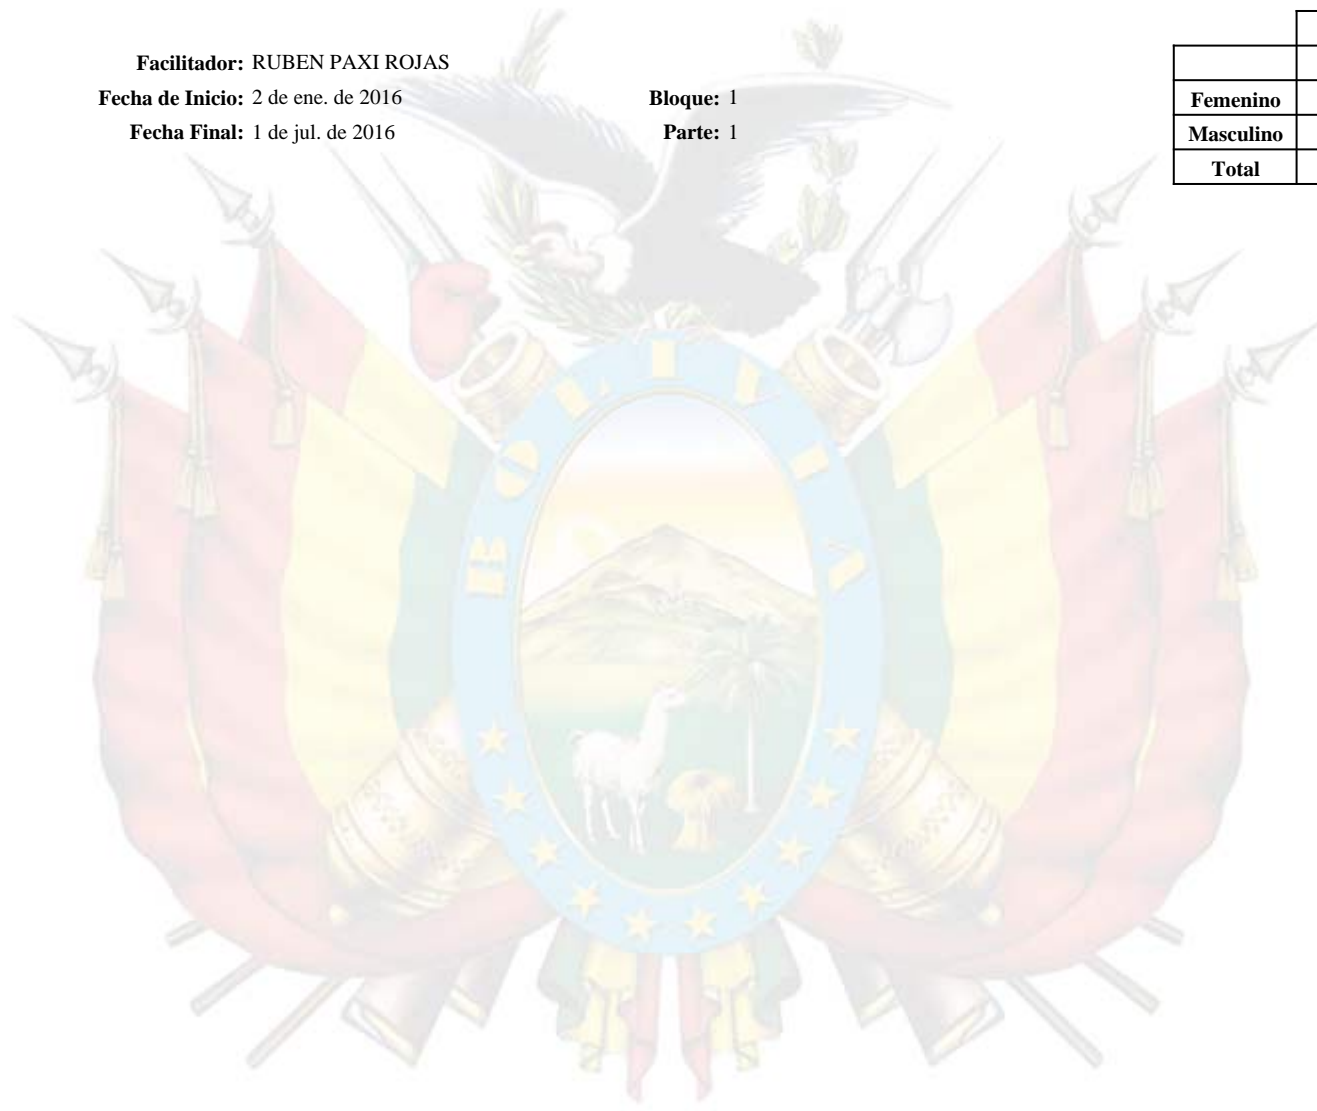 Facilitador: RUBEN PAXI ROJAS
Fecha de Inicio: 2 de ene. de 2016 Bloque: 1
Fecha Final: 1 de jul. de 2016 Parte: 1
Femenino
Masculino
Total
BOLIVIA